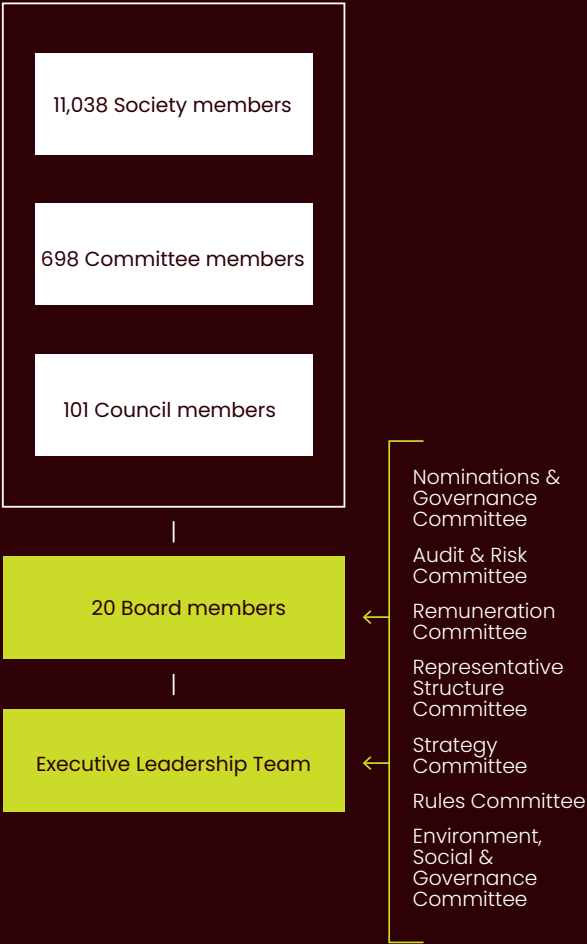 11,038 Society members
698 Committee members
101 Council members
20 Board members
Executive Leadership Team
Nominations &
Governance
Committee
Audit & Risk
Committee
Remuneration
Committee
Representative
Structure
Committee
Strategy
Committee
Rules Committee
Environment,
Social &
Governance
Committee